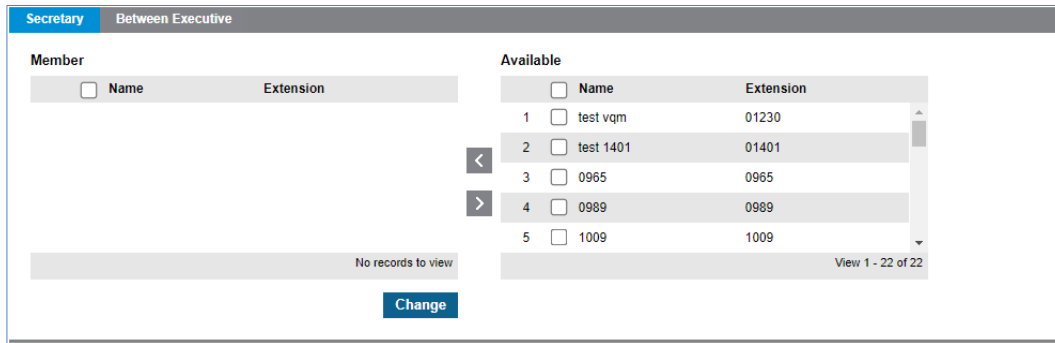 Secretary Between Executive
Member
Name Extension
No records to view
Available
Name Extension
1 test vqm 01230
2 test 1401 01401
3 0965 0965
4 0989 0989
5 1009 1009
View 1 - 22 of 22
Change